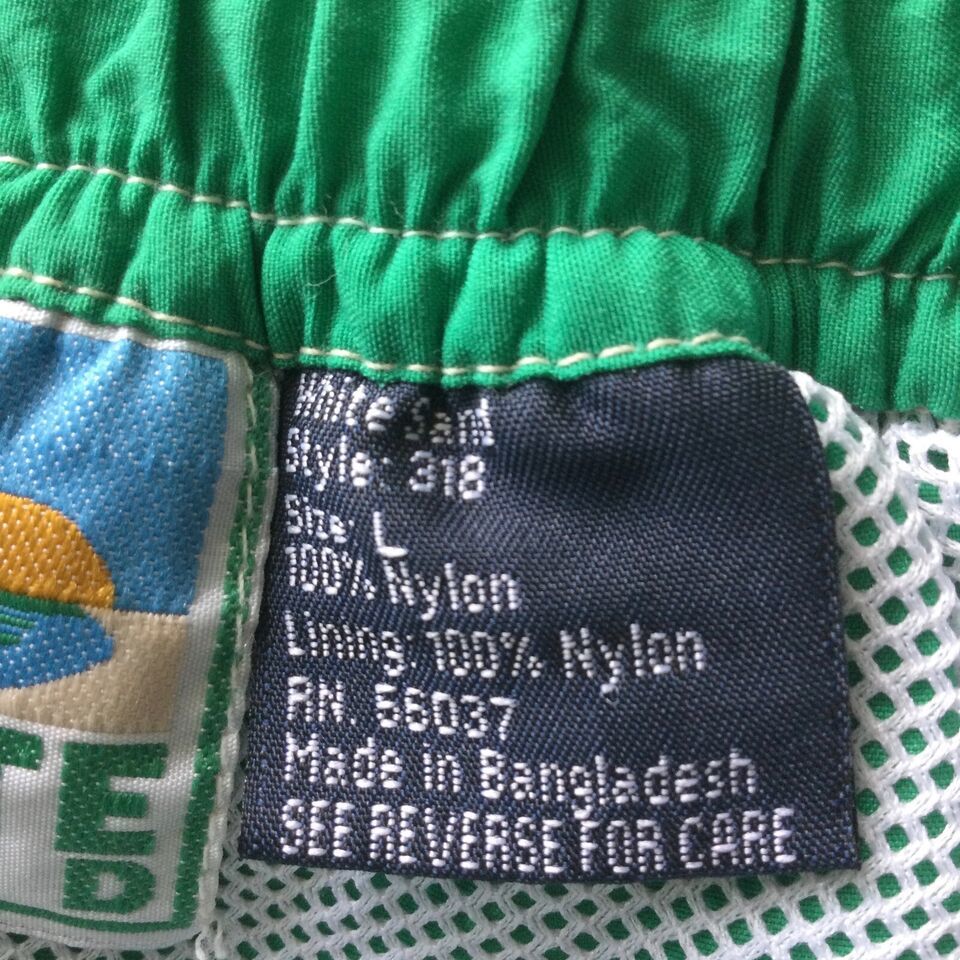 White Sand
Style: 318
Size: L
100% Nylon
Lining: 100% Nylon
RN. 56037
Made in Bangladesh
SEE REVERSE FOR CARE
TE
D